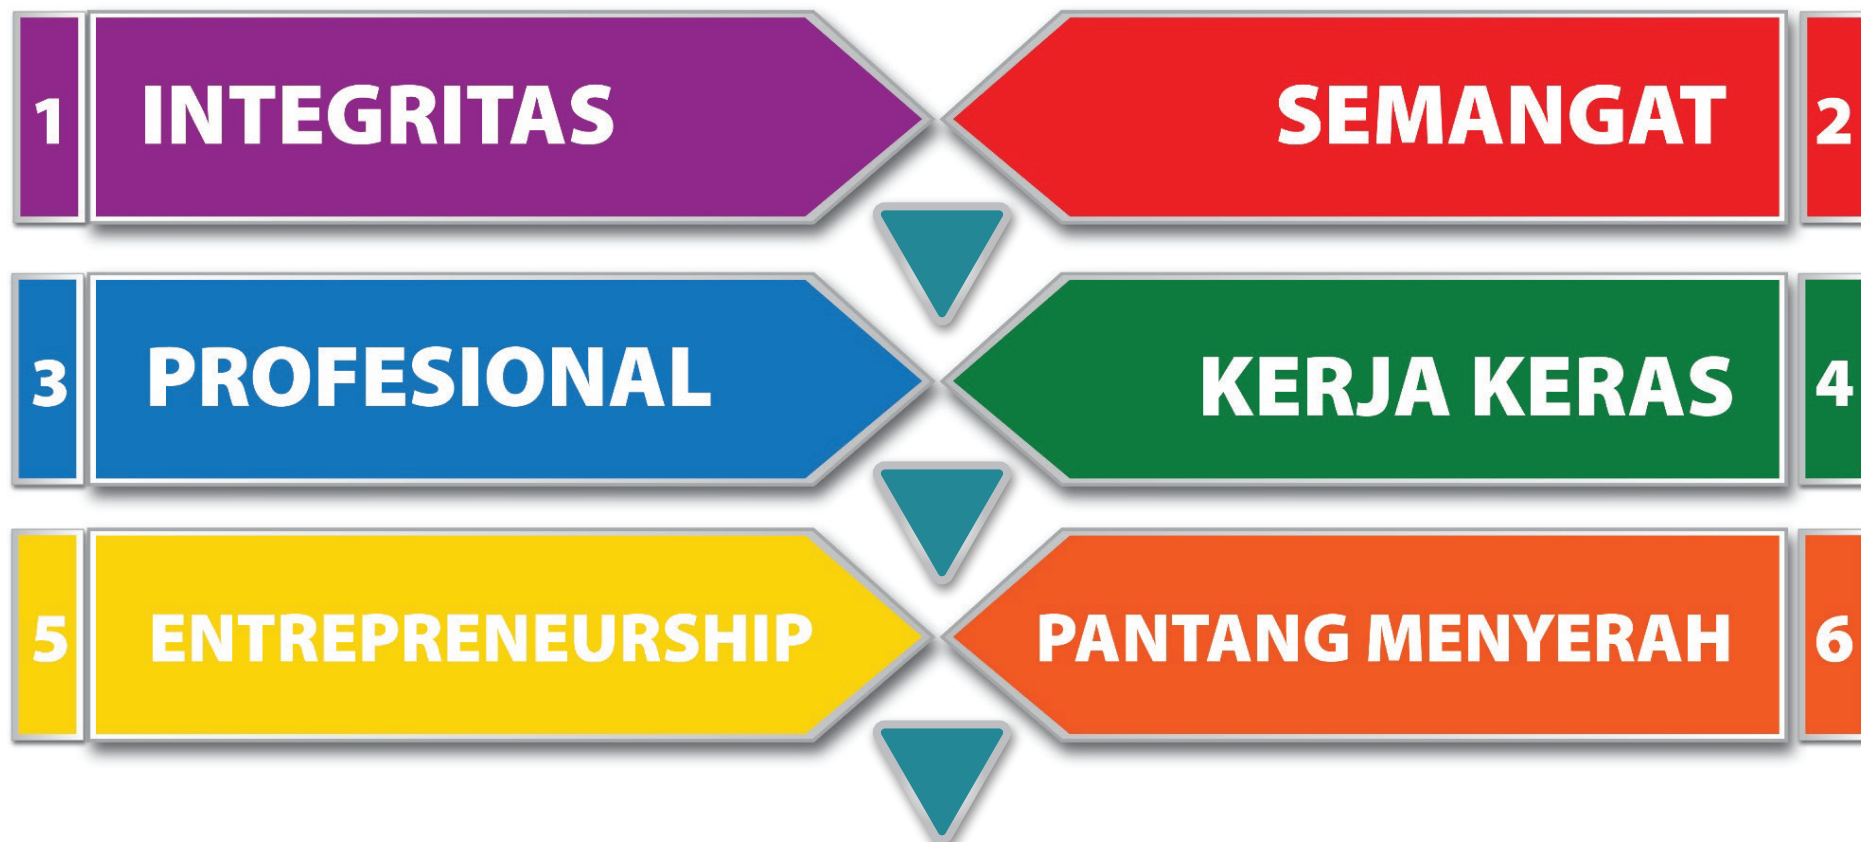 1 INTEGRITAS
SEMANGAT 2
3 PROFESIONAL
KERJA KERAS 4
5 ENTREPRENEURSHIP
PANTANG MENYERAH 6